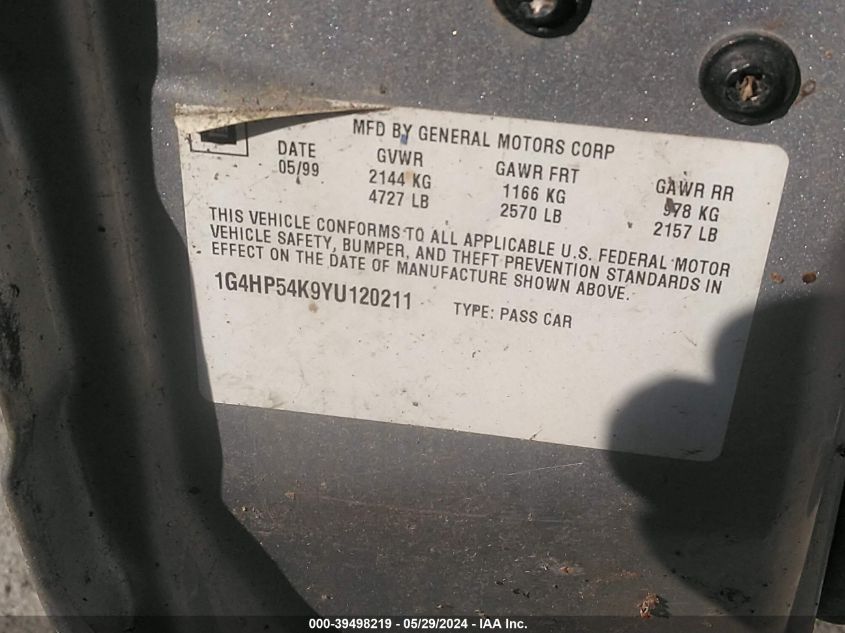 MFD BY GENERAL MOTORS CORP
DATE GVWR GAWR FRT GAWR RR
05/99 2144 KG 1166 KG 978 KG
4727 LB 2570 LB 2157 LB
THIS VEHICLE CONFORMS TO ALL APPLICABLE U.S. FEDERAL MOTOR
VEHICLE SAFETY, BUMPER, AND THEFT PREVENTION STANDARDS IN
EFFECT ON THE DATE OF MANUFACTURE SHOWN ABOVE.
1G4HP54K9YU120211 TYPE: PASS CAR
000-39498219 - 05/29/2024 - IAA Inc.